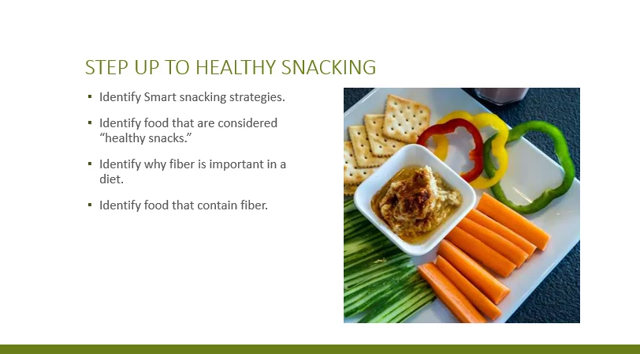 STEP UP TO HEALTHY SNACKING
▪ Identify Smart snacking strategies.
▪ Identify food that are considered
“healthy snacks.”
▪ Identify why fiber is important in a
diet.
▪ Identify food that contain fiber.